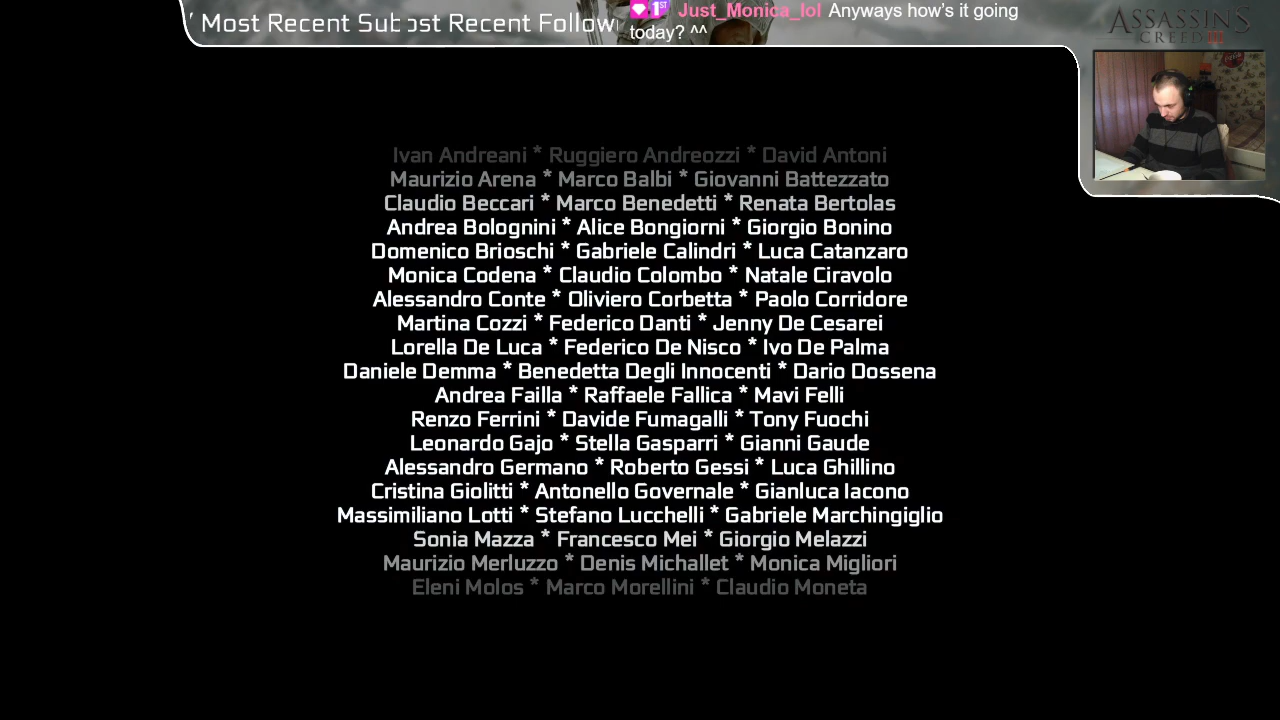 Most Recent Sub ost Recent Follow
1ST Just_Monica_lol Anyways how's it going
today? ^^
ASSASSIN'S
CREED III
Ivan Andreani * Ruggiero Andreozzi * David Antoni
Maurizio Arena * Marco Balbi * Giovanni Battezzato
Claudio Beccari * Marco Benedetti * Renata Bertolas
Andrea Bolognini * Alice Bongiorni * Giorgio Bonino
Domenico Brioschi * Gabriele Calindri * Luca Catanzaro
Monica Codena * Claudio Colombo * Natale Ciravolo
Alessandro Conte * Oliviero Corbetta * Paolo Corridore
Martina Cozzi * Federico Danti * Jenny De Cesarei
Lorella De Luca * Federico De Nisco * Ivo De Palma
Daniele Demma * Benedetta Degli Innocenti * Dario Dossena
Andrea Failla * Raffaele Fallica * Mavi Felli
Renzo Ferrini * Davide Fumagalli * Tony Fuochi
Leonardo Gajo * Stella Gasparri * Gianni Gaude
Alessandro Germano * Roberto Gessi * Luca Ghillino
Cristina Giolitti * Antonello Governale * Gianluca Iacono
Massimiliano Lotti * Stefano Lucchelli * Gabriele Marchingiglio
Sonia Mazza * Francesco Mei * Giorgio Melazzi
Maurizio Merluzzo * Denis Michallet * Monica Migliori
Eleni Molos * Marco Morellini * Claudio Moneta